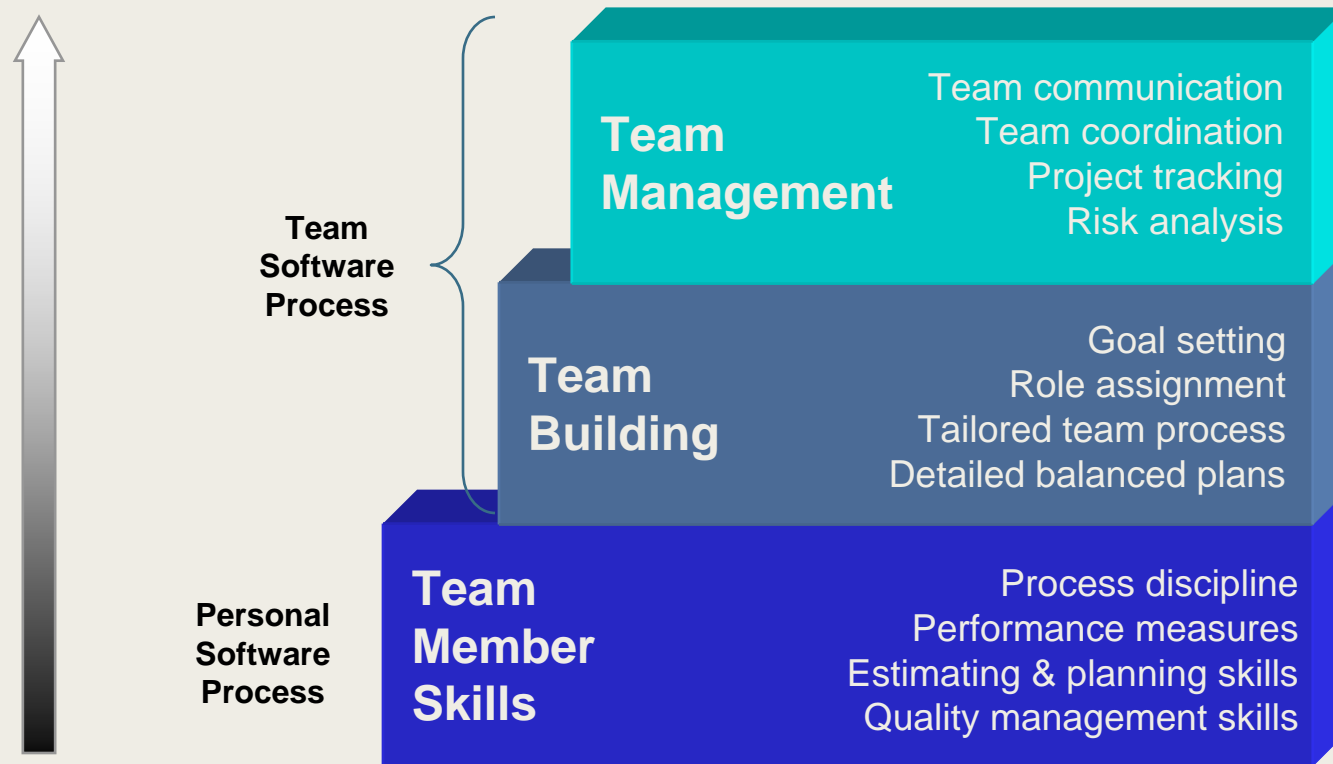 Team
Management
Team communication
Team coordination
Project tracking
Risk analysis
Team
Software
Process
Team
Building
Goal setting
Role assignment
Tailored team process
Detailed balanced plans
Personal
Software
Process
Team
Member
Skills
Process discipline
Performance measures
Estimating & planning skills
Quality management skills